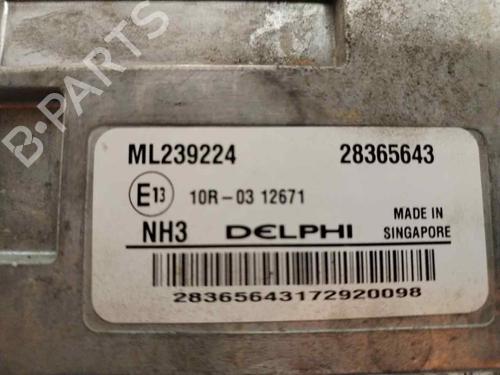 B-PARTS
ML239224 28365643
E13 10R-03 12671
NH3 DELPHI MADE IN SINGAPORE
28365643172920098